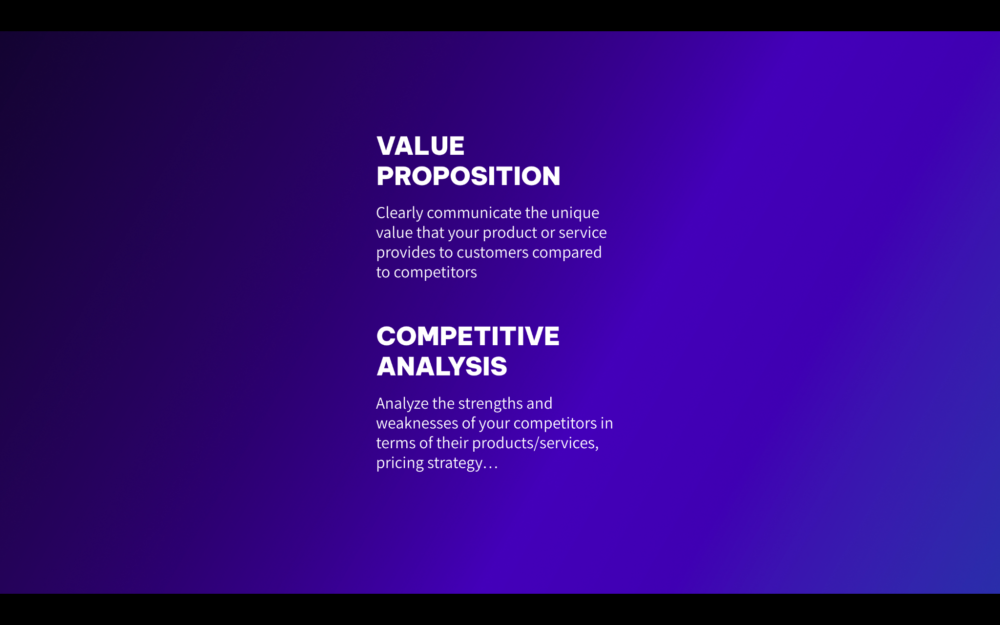 VALUE
PROPOSITION
Clearly communicate the unique
value that your product or service
provides to customers compared
to competitors
COMPETITIVE
ANALYSIS
Analyze the strengths and
weaknesses of your competitors in
terms of their products/services,
pricing strategy…